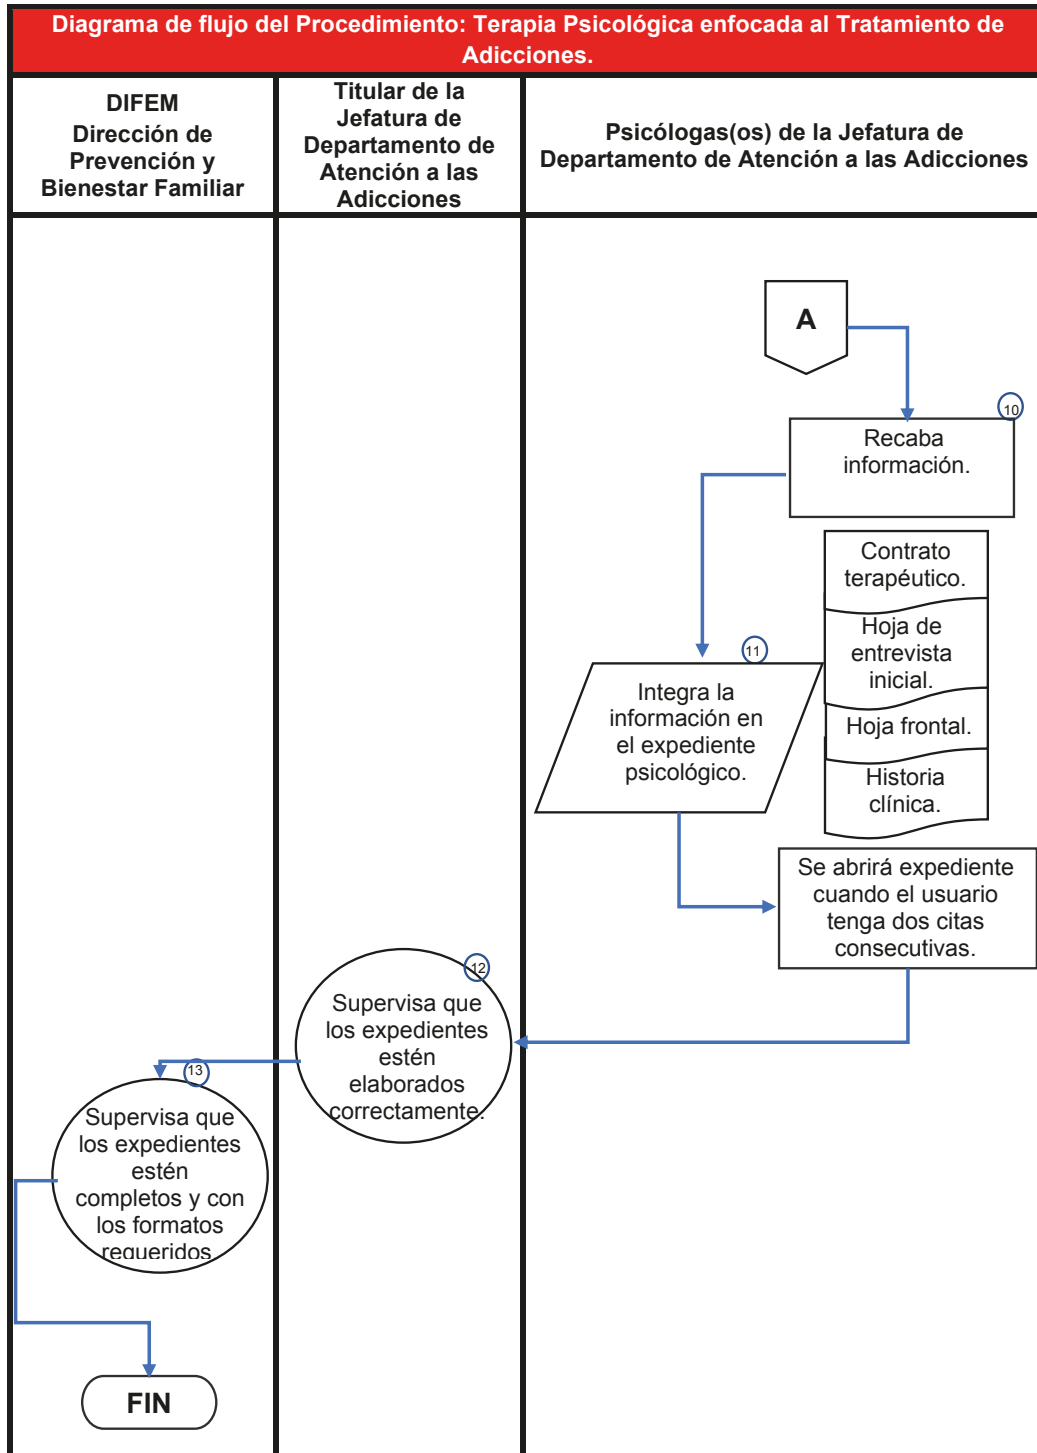 Diagrama de flujo del Procedimiento: Terapia Psicológica enfocada al Tratamiento de
Adicciones.
DIFEM
Dirección de
Prevención y
Bienestar Familiar
Titular de la
Jefatura de
Departamento de
Atención a las
Adicciones
Psicólogas(os) de la Jefatura de
Departamento de Atención a las Adicciones
A
10
Recaba
información.
Contrato
terapéutico.
Hoja de
entrevista
inicial.
Hoja frontal.
Historia
clínica.
11
Integra la
información en
el expediente
psicológico.
Se abrirá expediente
cuando el usuario
tenga dos citas
consecutivas.
12
Supervisa que
los expedientes
estén
elaborados
correctamente.
13
Supervisa que
los expedientes
estén
completos y con
los formatos
requeridos.
FIN